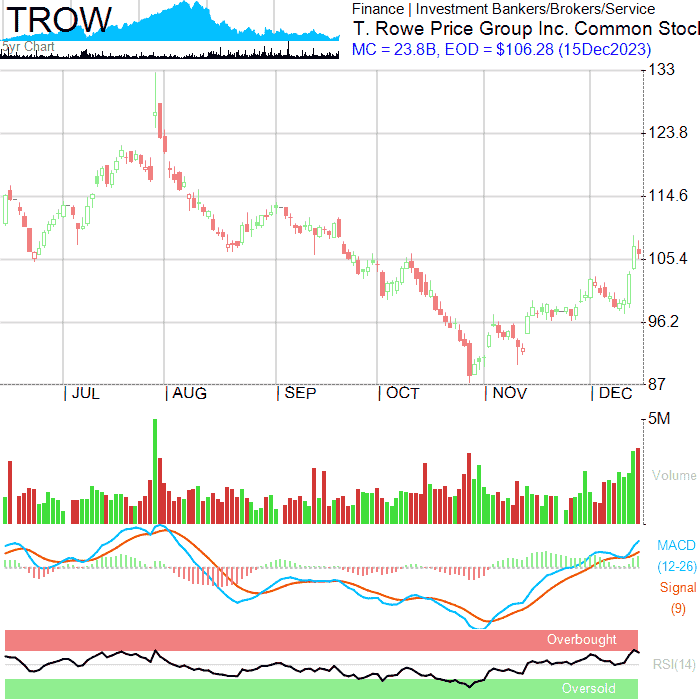 TROW
5yr Chart
Finance | Investment Bankers/Brokers/Service
T. Rowe Price Group Inc. Common Stoc
MC = 23.8B, EOD = $106.28 (15Dec2023)
133
123.8
114.6
105.4
96.2
87
| JUL | AUG | SEP | OCT | NOV | DEC
5M
Volume
MACD
(12-26)
Signal
(9)
Overbought
RSI(14)
Oversold